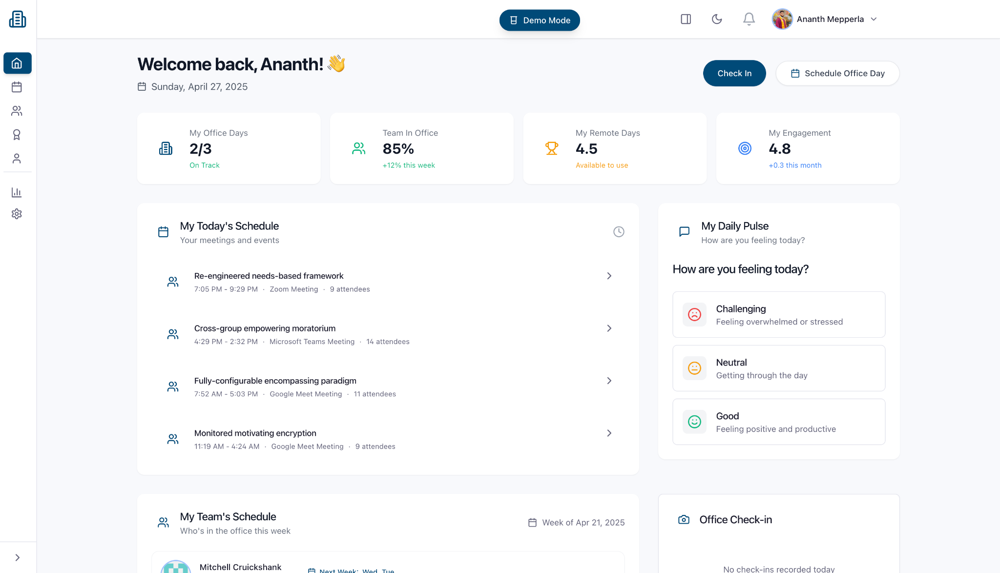 Demo Mode
Ananth Mepperla
Welcome back, Ananth! 👋
Sunday, April 27, 2025
Check In
Schedule Office Day
My Office Days
2/3
On Track
Team In Office
85%
+12% this week
My Remote Days
4.5
Available to use
My Engagement
4.8
+0.3 this month
My Today's Schedule
Your meetings and events
Re-engineered needs-based framework
7:05 PM - 9:29 PM · Zoom Meeting · 9 attendees
Cross-group empowering moratorium
4:29 PM - 2:32 PM · Microsoft Teams Meeting · 14 attendees
Fully-configurable encompassing paradigm
7:52 AM - 5:03 PM · Google Meet Meeting · 11 attendees
Monitored motivating encryption
11:19 AM - 4:24 AM · Google Meet Meeting · 9 attendees
My Daily Pulse
How are you feeling today?
How are you feeling today?
Challenging
Feeling overwhelmed or stressed
Neutral
Getting through the day
Good
Feeling positive and productive
My Team's Schedule
Who's in the office this week
Week of Apr 21, 2025
Mitchell Cruickshank
Next Week: Wed, Tue
Office Check-in
No check-ins recorded today